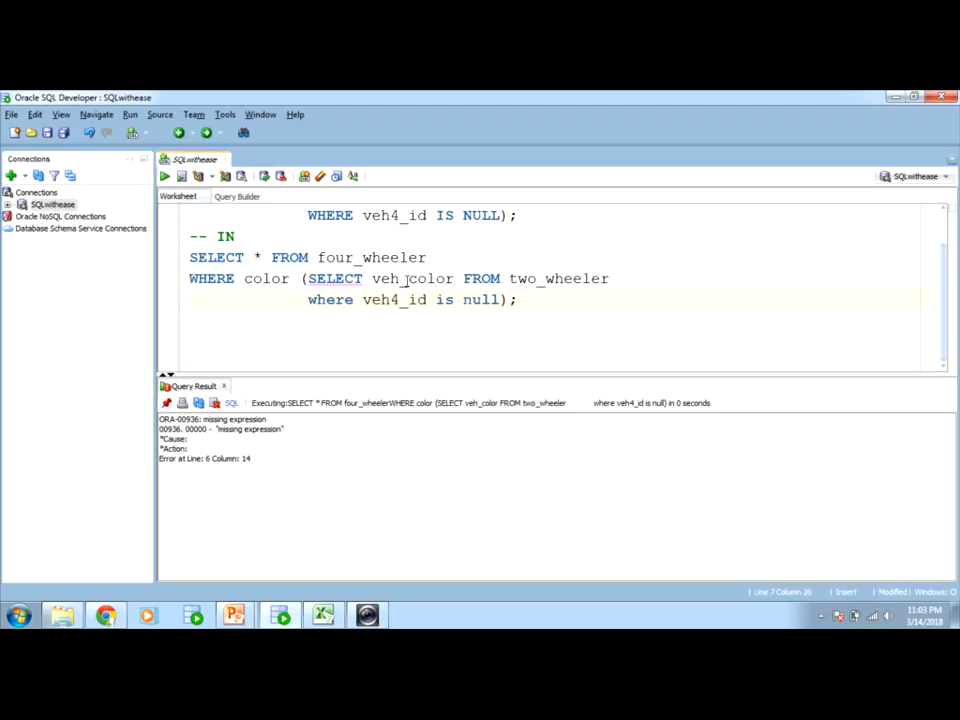 Oracle SQL Developer : SQLwithease
File Edit View Navigate Run Source Team Tools Window Help
Connections
Connections
SQLwithease
Oracle NoSQL Connections
Database Schema Service Connections
SQLwithease
SQLwithease
Worksheet Query Builder
WHERE veh4_id IS NULL);
-- IN
SELECT * FROM four_wheeler
WHERE color (SELECT veh_color FROM two_wheeler
where veh4_id is null);
Query Result x
SQL Executing:SELECT * FROM four_wheelerWHERE color (SELECT veh_color FROM two_wheeler where veh4_id is null) in 0 seconds
ORA-00936: missing expression
00936. 00000 - "missing expression"
*Cause:
*Action:
Error at Line: 6 Column: 14
Line 7 Column 26 Insert Modified Windows: C
11:03 PM
3/14/2018